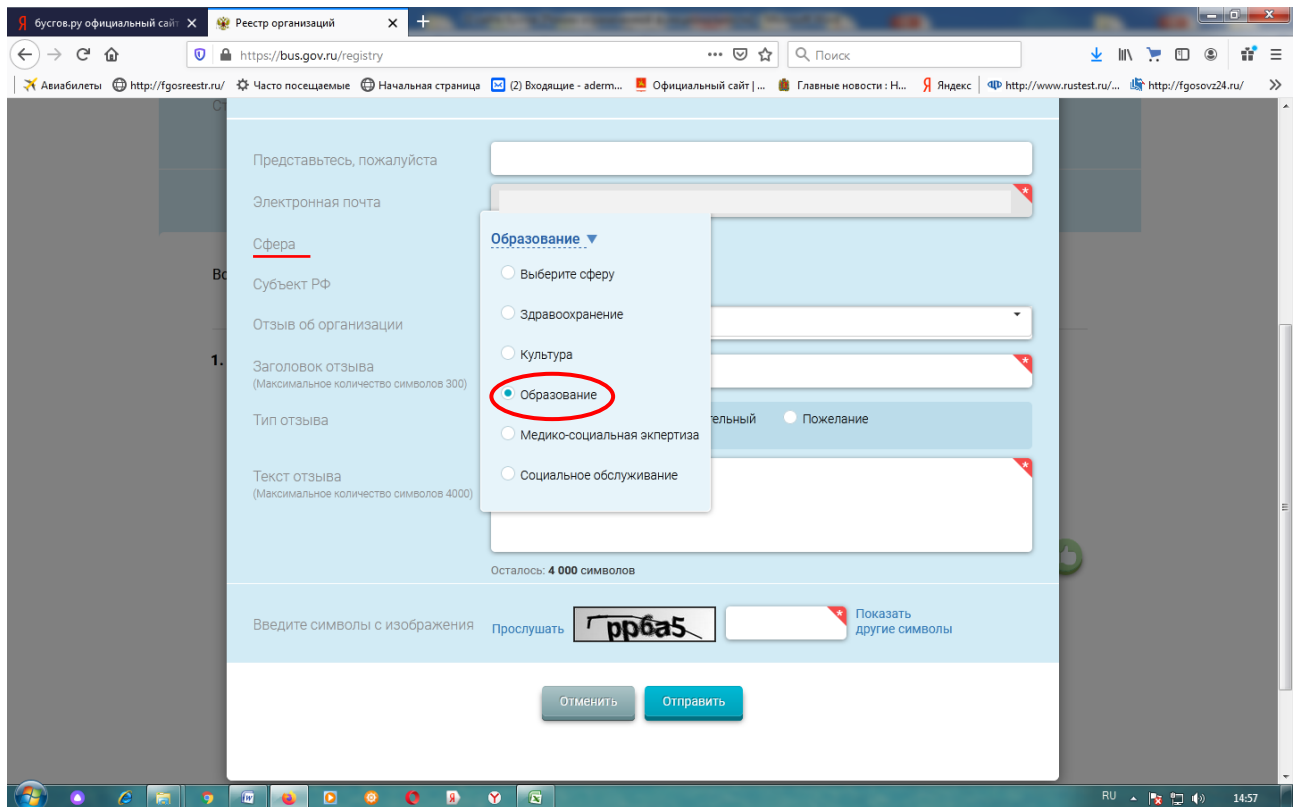 бусгов.ру официальный сайт
Реестр организаций
https://bus.gov.ru/registry
Поиск
Авиабилеты
http://fgosreestr.ru/
Часто посещаемые
Начальная страница
(2) Входящие - aderm...
Официальный сайт | ...
Главные новости : Н...
Яндекс
http://www.rustest.ru/...
http://fgosovz24.ru/
Представьтесь, пожалуйста
Электронная почта
Сфера
Образование
Выберите сферу
Субъект РФ
Здравоохранение
Отзыв об организации
Культура
1.
Заголовок отзыва
(Максимальное количество символов 300)
Образование
Тип отзыва
тельный
Пожелание
Медико-социальная экпертиза
Текст отзыва
(Максимальное количество символов 4000)
Социальное обслуживание
Осталось: 4 000 символов
Введите символы с изображения
Прослушать
Показать
другие символы
Отменить
Отправить
RU
14:57